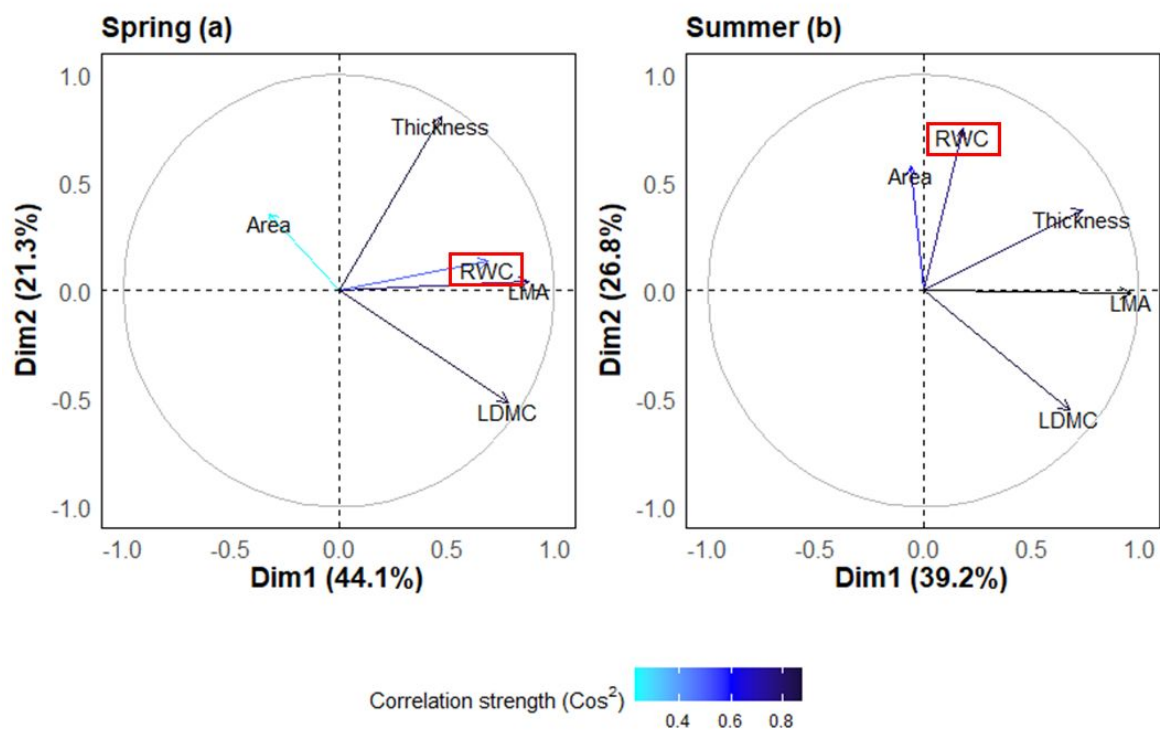 Spring (a)
Summer (b)
1.0
0.5
0.0
-0.5
-1.0
Dim2 (21.3%)
Thickness
Area
RWC
LMA
LDMC
-1.0 -0.5 0.0 0.5 1.0
Dim1 (44.1%)
1.0
0.5
0.0
-0.5
-1.0
Dim2 (26.8%)
RWC
Area
Thickness
LMA
LDMC
-1.0 -0.5 0.0 0.5 1.0
Dim1 (39.2%)
Correlation strength (Cos²)
0.4 0.6 0.8